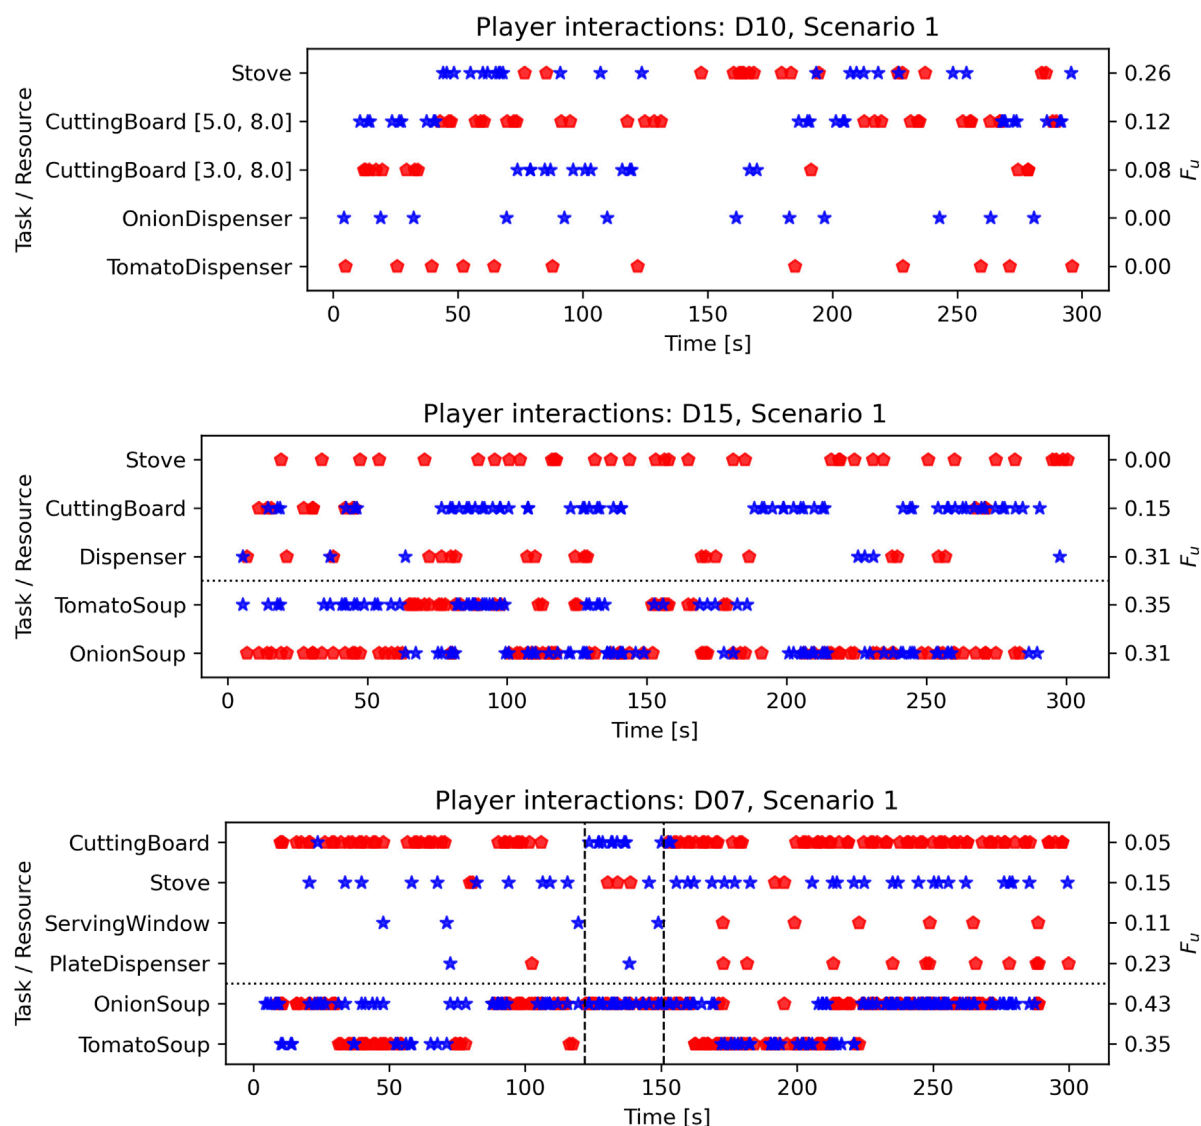 Player interactions: D10, Scenario 1
Task / Resource
Stove 0.26
CuttingBoard [5.0, 8.0] 0.12
CuttingBoard [3.0, 8.0] 0.08
OnionDispenser 0.00
TomatoDispenser 0.00
F_u
0 50 100 150 200 250 300
Time [s]
Player interactions: D15, Scenario 1
Task / Resource
Stove 0.00
CuttingBoard 0.15
Dispenser 0.31
TomatoSoup 0.35
OnionSoup 0.31
F_u
0 50 100 150 200 250 300
Time [s]
Player interactions: D07, Scenario 1
Task / Resource
CuttingBoard 0.05
Stove 0.15
ServingWindow 0.11
PlateDispenser 0.23
OnionSoup 0.43
TomatoSoup 0.35
F_u
0 50 100 150 200 250 300
Time [s]